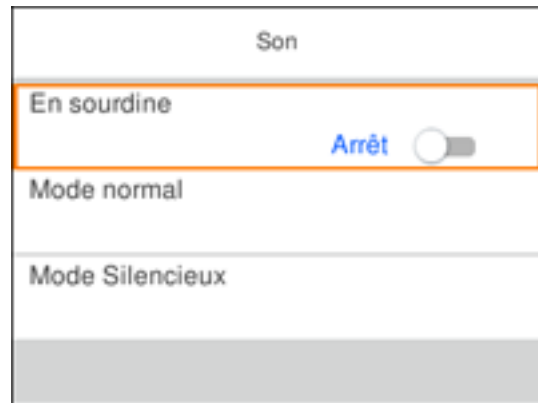 Son
En sourdine
Arrêt
Mode normal
Mode Silencieux